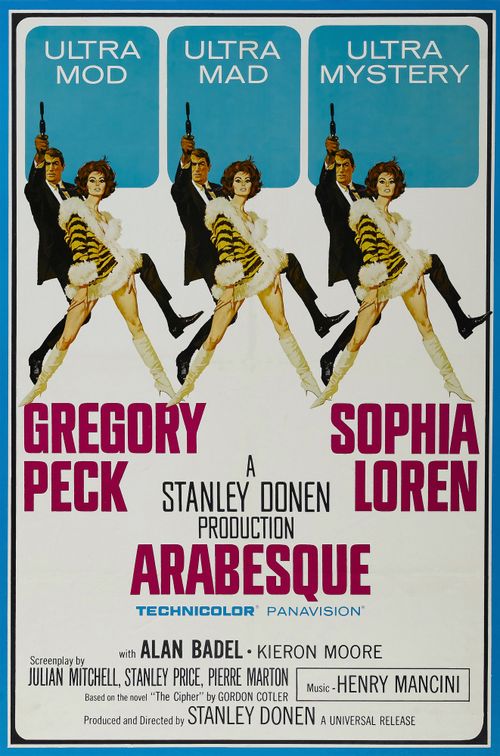 ULTRA MOD
ULTRA MAD
ULTRA MYSTERY
GREGORY PECK
SOPHIA LOREN
A
STANLEY DONEN
PRODUCTION
ARABESQUE
TECHNICOLOR® PANAVISION®
with ALAN BADEL • KIERON MOORE
Screenplay by
JULIAN MITCHELL, STANLEY PRICE, PIERRE MARTON
Based on the novel "The Cipher" by GORDON COTLER
Music - HENRY MANCINI
Produced and Directed by STANLEY DONEN A UNIVERSAL RELEASE